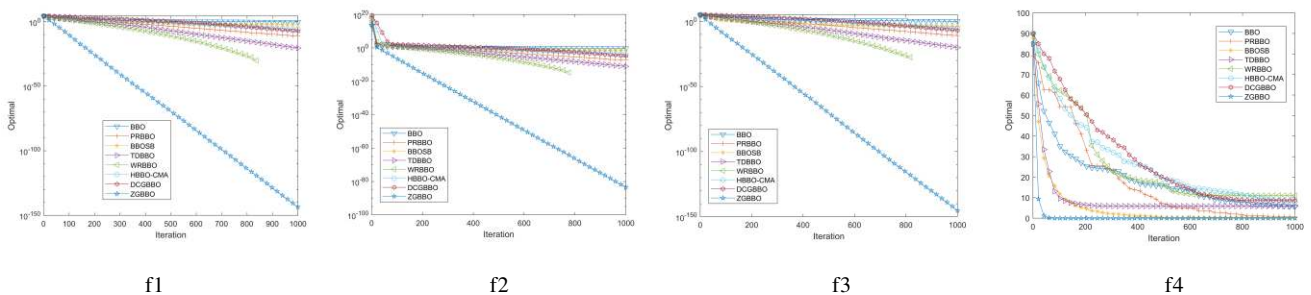 10^0
10^-50
10^-100
10^-150
Optimal
0 100 200 300 400 500 600 700 800 900 1000
Iteration
BBO
PRBBO
BBOSB
TDBBO
WRBBO
HBBO-CMA
DCGBBO
ZGBBO
f1
10^20
10^0
10^-20
10^-40
10^-60
10^-80
10^-100
Optimal
0 200 400 600 800 1000
Iteration
BBO
PRBBO
BBOSB
TDBBO
WRBBO
HBBO-CMA
DCGBBO
ZGBBO
f2
10^0
10^-50
10^-100
10^-150
Optimal
0 100 200 300 400 500 600 700 800 900 1000
Iteration
BBO
PRBBO
BBOSB
TDBBO
WRBBO
HBBO-CMA
DCGBBO
ZGBBO
f3
100
90
80
70
60
50
40
30
20
10
0
Optimal
0 200 400 600 800 1000
Iteration
BBO
PRBBO
BBOSB
TDBBO
WRBBO
HBBO-CMA
DCGBBO
ZGBBO
f4